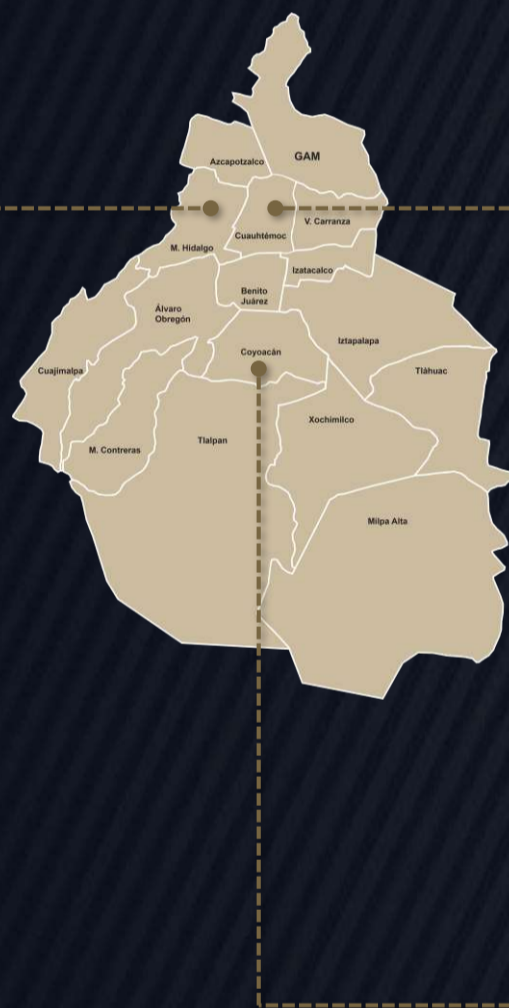 Azcapotzalco
GAM
V. Carranza
Cuauhtémoc
M. Hidalgo
Izatacalco
Benito
Juárez
Álvaro
Obregón
Iztapalapa
Coyoacán
Cuajimalpa
Tláhuac
Xochimilco
Tlalpan
M. Contreras
Milpa Alta